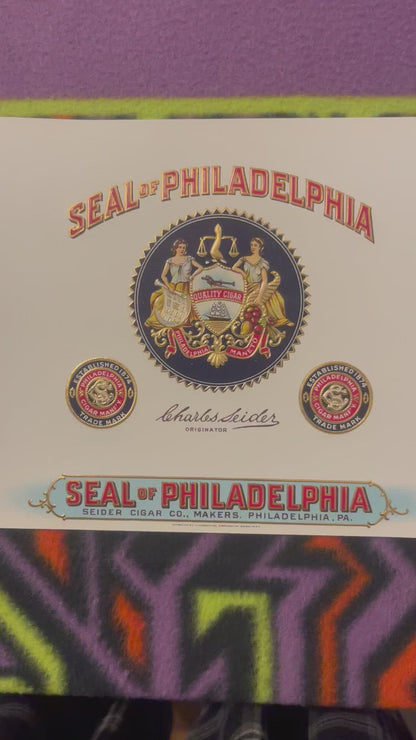 SEAL OF PHILADELPHIA
QUALITY CIGAR
PHILADELPHIA MANETO
ESTABLISHED 1874
PHILADELPHIA
CIGAR MANF'Y
TRADE MARK
Charles Seider
ORIGINATOR
ESTABLISHED 1874
PHILADELPHIA
CIGAR MANF'Y
TRADE MARK
SEAL OF PHILADELPHIA
SEIDER CIGAR CO., MAKERS, PHILADELPHIA, PA.